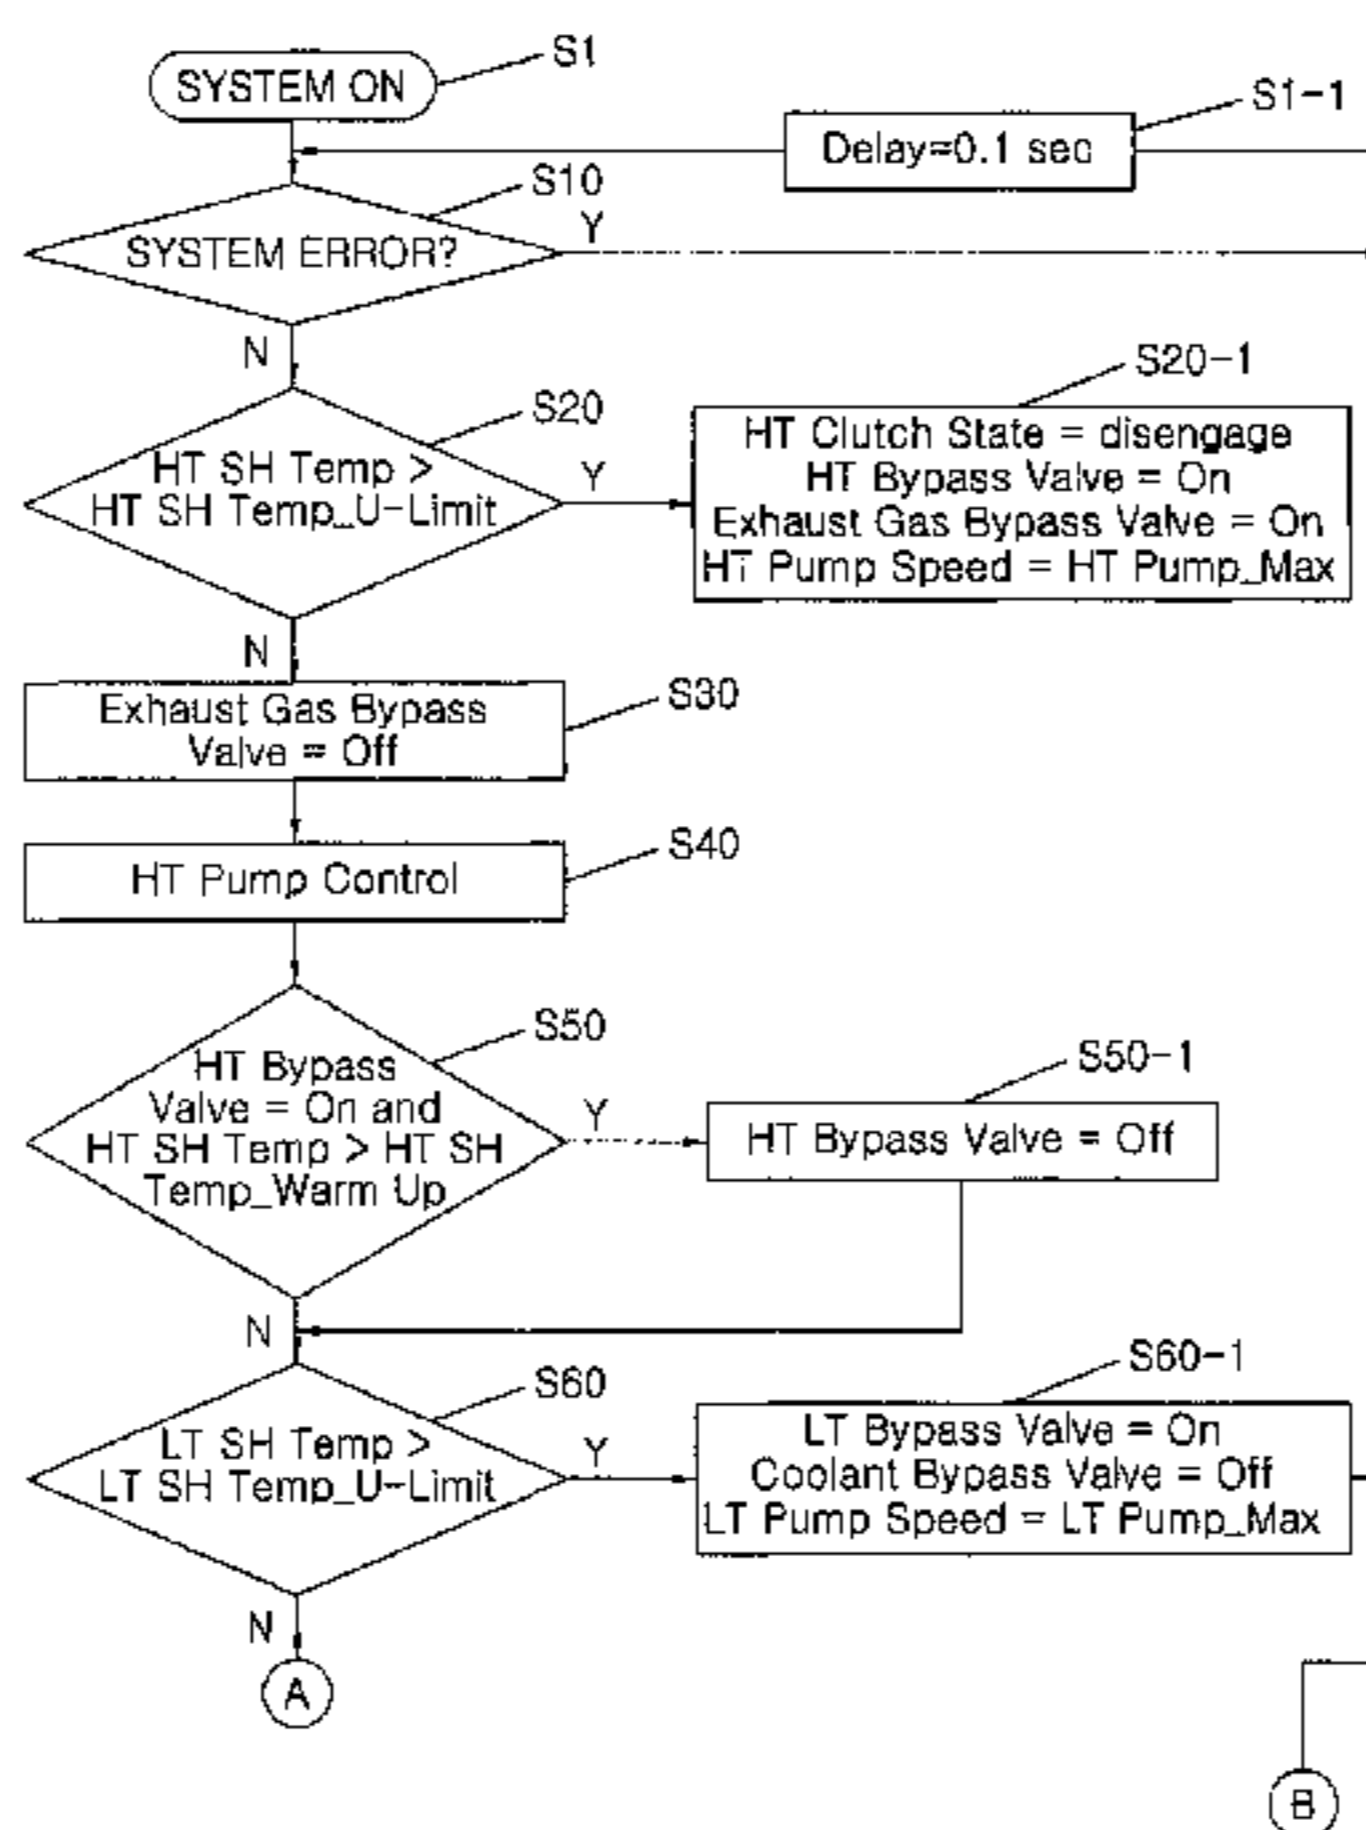 SYSTEM ON
S1
Delay=0.1 sec
S1-1
SYSTEM ERROR?
S10
Y
N
HT SH Temp >
HT SH Temp_U-Limit
S20
Y
N
HT Clutch State = disengage
HT Bypass Valve = On
Exhaust Gas Bypass Valve = On
HT Pump Speed = HT Pump_Max
S20-1
Exhaust Gas Bypass
Valve = Off
S30
HT Pump Control
S40
HT Bypass
Valve = On and
HT SH Temp > HT SH
Temp_Warm Up
S50
Y
N
HT Bypass Valve = Off
S50-1
LT SH Temp >
LT SH Temp_U-Limit
S60
Y
N
LT Bypass Valve = On
Coolant Bypass Valve = Off
LT Pump Speed = LT Pump_Max
S60-1
A
B